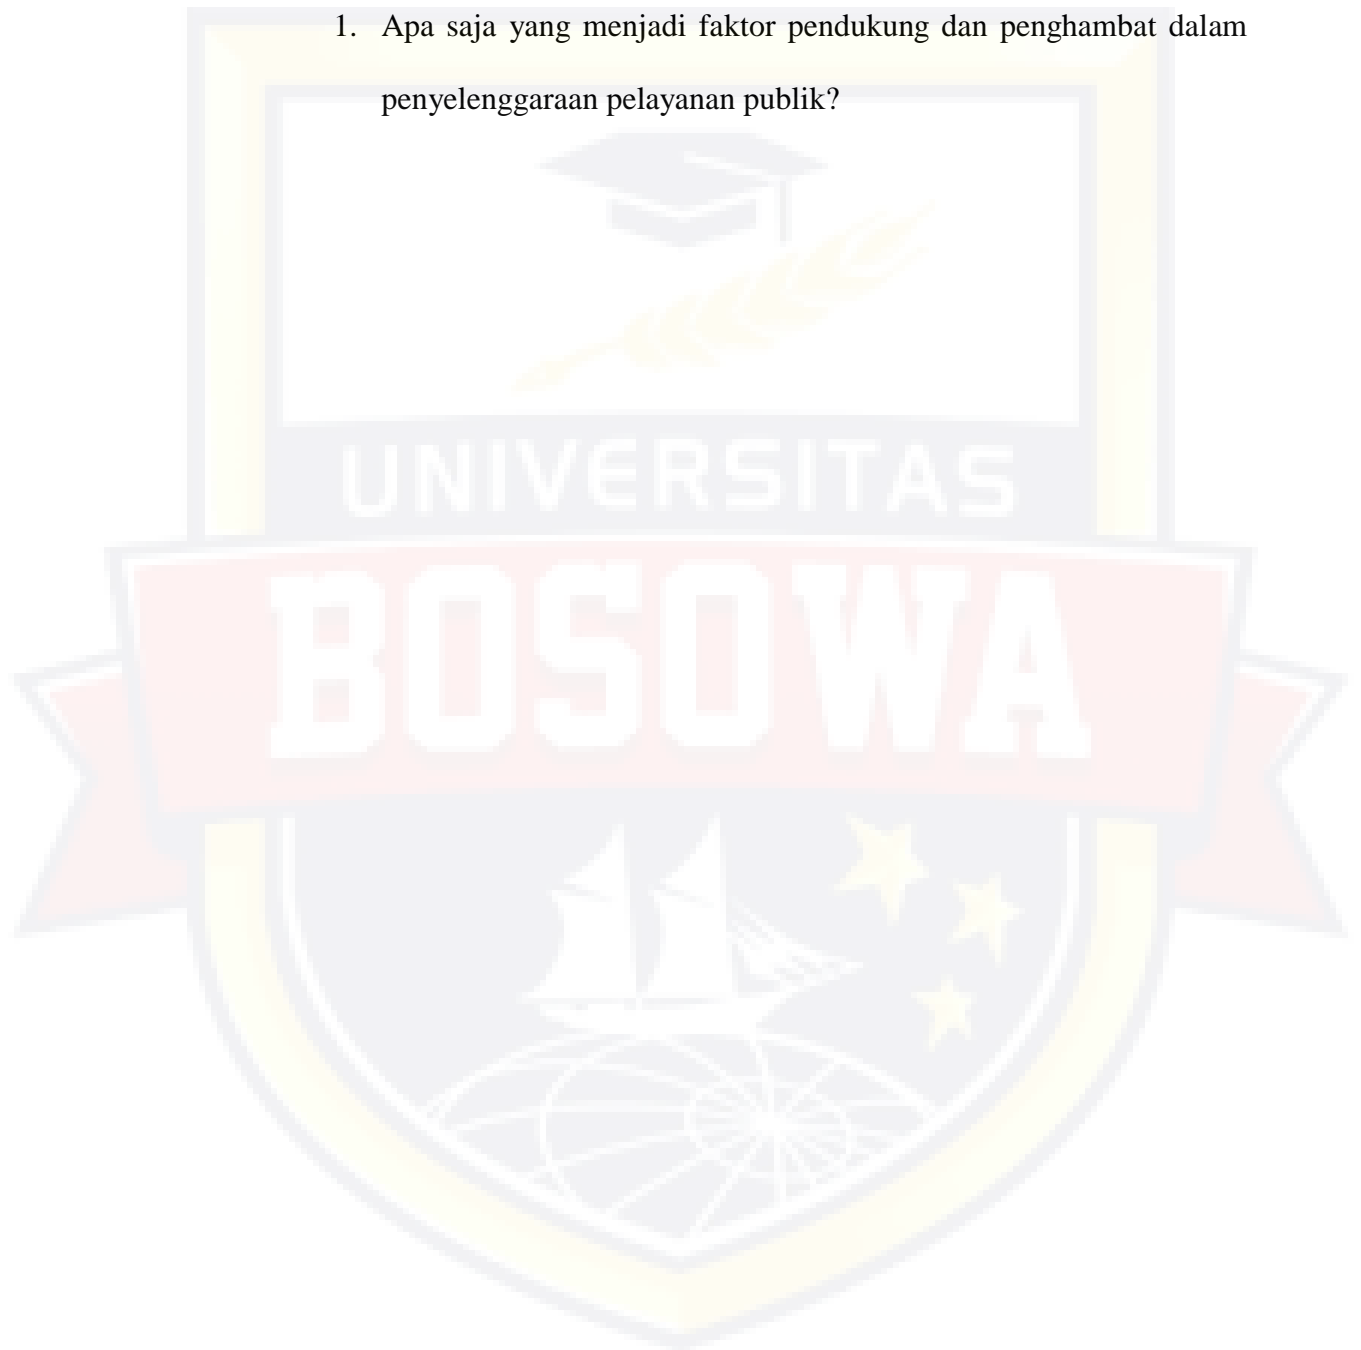 1. Apa saja yang menjadi faktor pendukung dan penghambat dalam
penyelenggaraan pelayanan publik?
UNIVERSITAS
BOSOWA